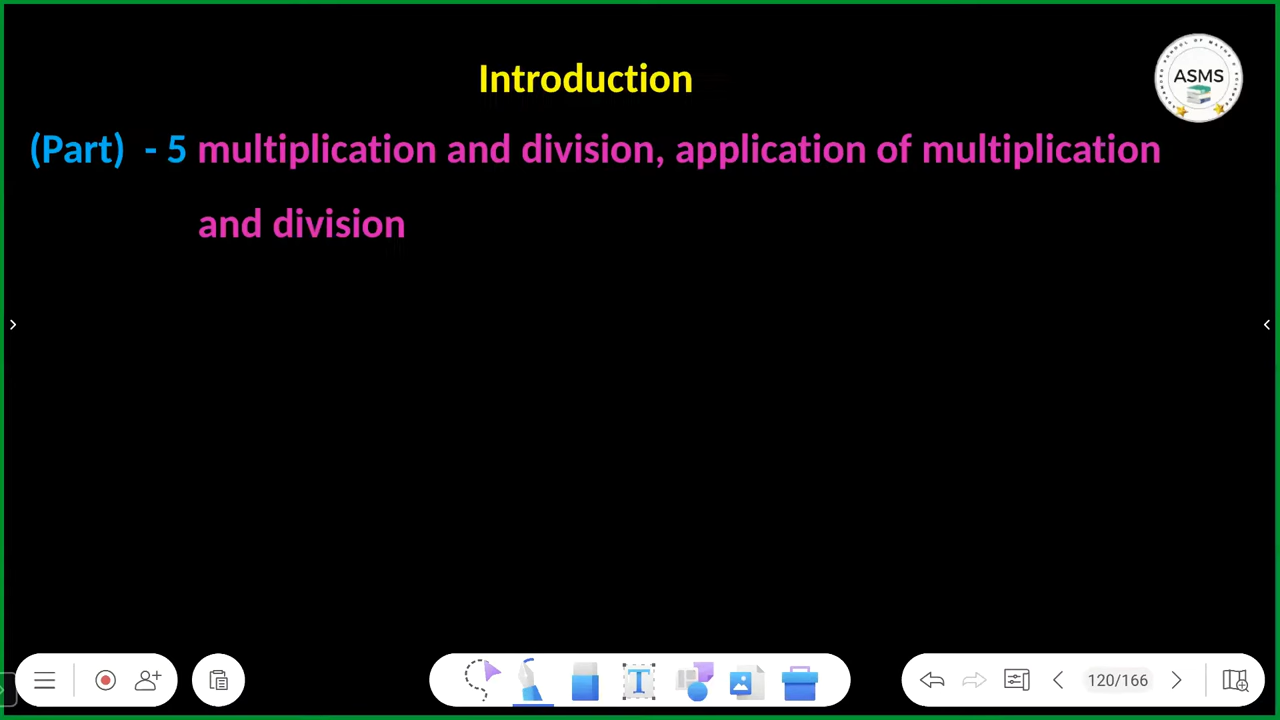 Introduction
ASMS
(Part) - 5 multiplication and division, application of multiplication
and division
T
120/166